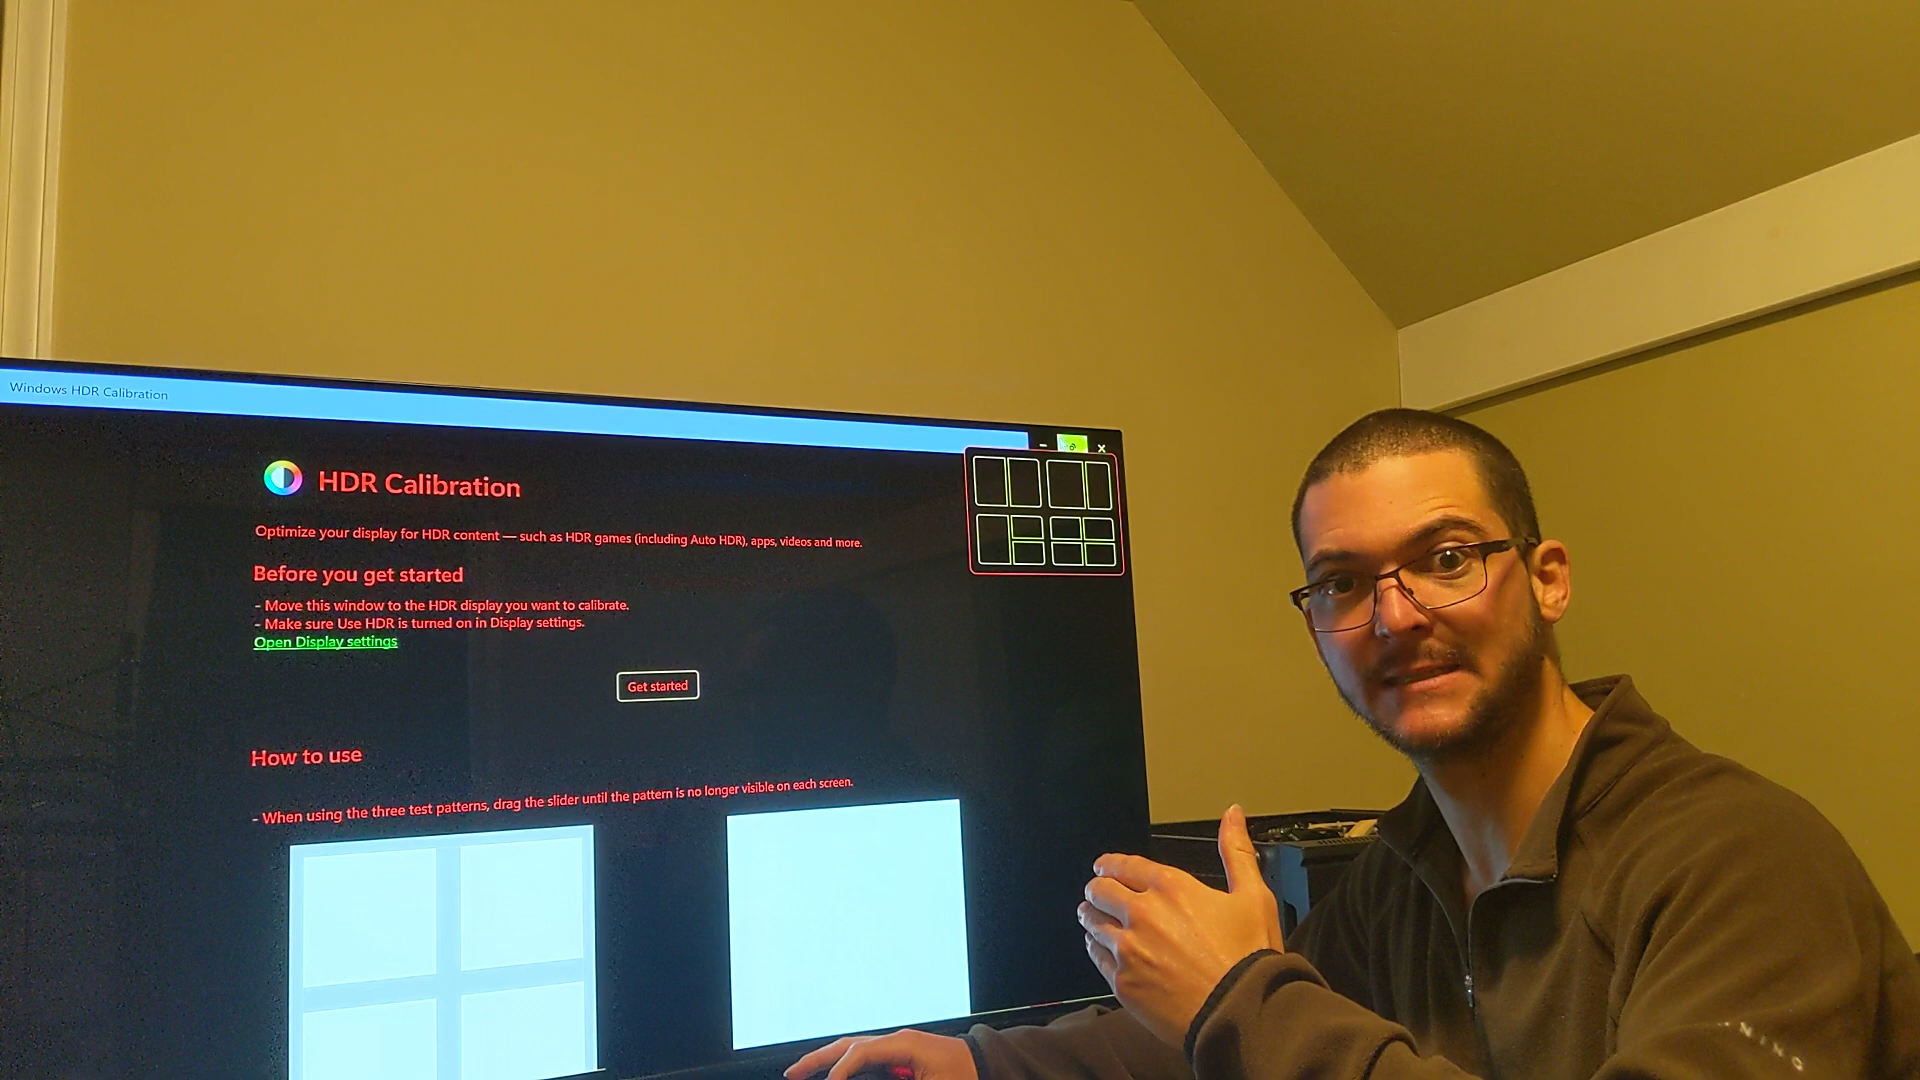 Windows HDR Calibration
HDR Calibration
Optimize your display for HDR content — such as HDR games (including Auto HDR), apps, videos and more.
Before you get started
- Move this window to the HDR display you want to calibrate.
- Make sure Use HDR is turned on in Display settings.
Open Display settings
Get started
How to use
- When using the three test patterns, drag the slider until the pattern is no longer visible on each screen.